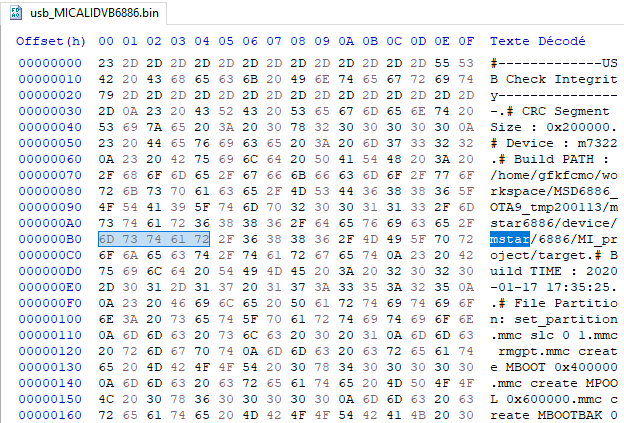 usb_MICALIDVB6886.bin
Offset(h) 00 01 02 03 04 05 06 07 08 09 0A 0B 0C 0D 0E 0F Texte Décodé
00000000 23 2D 2D 2D 2D 2D 2D 2D 2D 2D 2D 2D 2D 2D 55 53 #-------------US
00000010 42 20 43 68 65 63 6B 20 49 6E 74 65 67 72 69 74 B Check Integrit
00000020 79 2D 2D 2D 2D 2D 2D 2D 2D 2D 2D 2D 2D 2D 2D 2D y---------------
00000030 2D 0A 23 20 43 52 43 20 53 65 67 6D 65 6E 74 20 -.# CRC Segment
00000040 53 69 7A 65 20 3A 20 30 78 32 30 30 30 30 30 0A Size : 0x200000.
00000050 23 20 44 65 76 69 63 65 20 3A 20 6D 37 33 32 32 # Device : m7322
00000060 0A 23 20 42 75 69 6C 64 20 50 41 54 48 20 3A 20 .# Build PATH :
00000070 2F 68 6F 6D 65 2F 67 66 6B 66 63 6D 6F 2F 77 6F /home/gfkfcmo/wo
00000080 72 6B 73 70 61 63 65 2F 4D 53 44 36 38 38 36 5F rkspace/MSD6886_
00000090 4F 54 41 39 5F 74 6D 70 32 30 30 31 31 33 2F 6D OTA9_tmp200113/m
000000A0 73 74 61 72 36 38 38 36 2F 64 65 76 69 63 65 2F star6886/device/
000000B0 6D 73 74 61 72 2F 36 38 38 36 2F 4D 49 5F 70 72 mstar/6886/MI_pr
000000C0 6F 6A 65 63 74 2F 74 61 72 67 65 74 0A 23 20 42 oject/target.# B
000000D0 75 69 6C 64 20 54 49 4D 45 20 3A 20 32 30 32 30 uild TIME : 2020
000000E0 2D 30 31 2D 31 37 20 31 37 3A 33 35 3A 32 35 0A -01-17 17:35:25.
000000F0 0A 23 20 46 69 6C 65 20 50 61 72 74 69 74 69 6F .# File Partitio
00000100 6E 3A 20 73 65 74 5F 70 61 72 74 69 74 69 6F 6E n: set_partition
00000110 0A 6D 6D 63 20 73 6C 63 20 30 20 31 0A 6D 6D 63 .mmc slc 0 1.mmc
00000120 20 72 6D 67 70 74 0A 6D 6D 63 20 63 72 65 61 74 rmgpt.mmc creat
00000130 65 20 4D 42 4F 4F 54 20 30 78 34 30 30 30 30 30 e MBOOT 0x400000
00000140 0A 6D 6D 63 20 63 72 65 61 74 65 20 4D 50 4F 4F .mmc create MPOO
00000150 4C 20 30 78 36 30 30 30 30 30 0A 6D 6D 63 20 63 L 0x600000.mmc c
00000160 72 65 61 74 65 20 4D 42 4F 4F 54 42 41 4B 20 30 reate MBOOTBAK 0